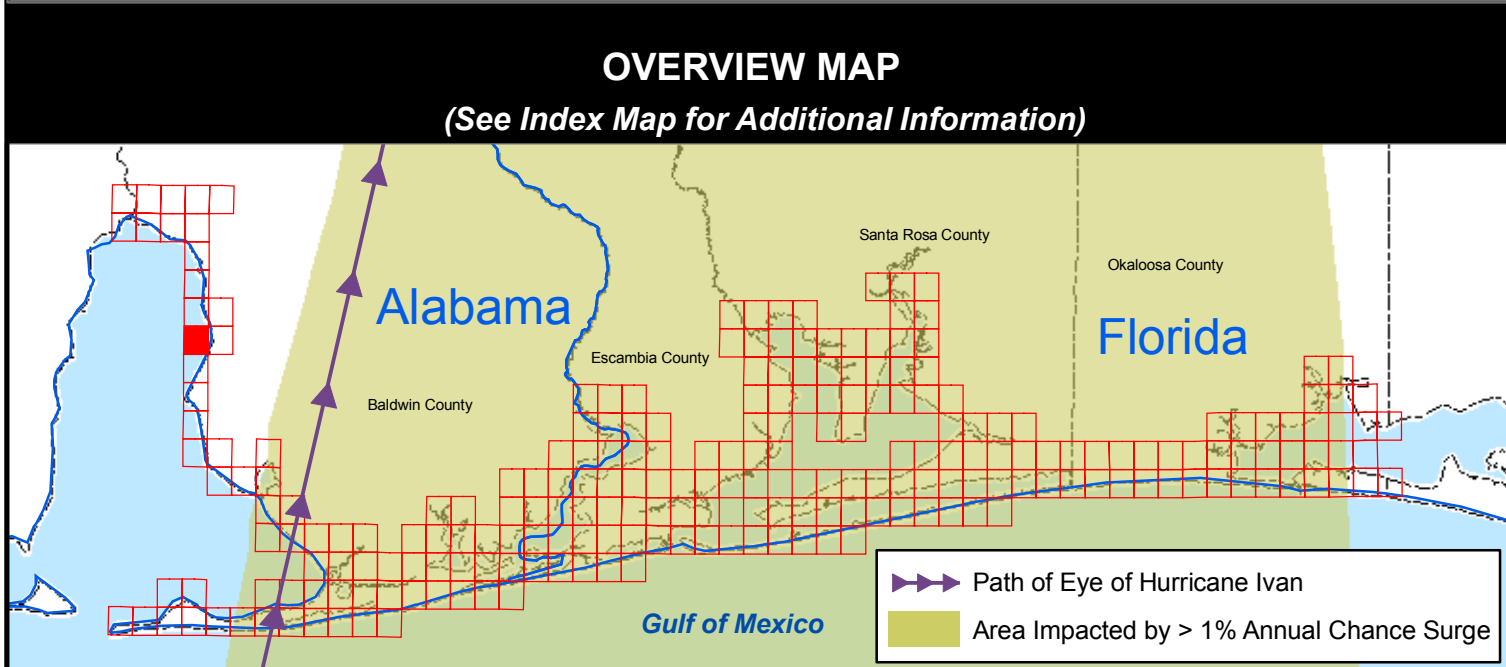 OVERVIEW MAP
(See Index Map for Additional Information)
Santa Rosa County
Okaloosa County
Alabama
Florida
Escambia County
Baldwin County
Gulf of Mexico
Path of Eye of Hurricane Ivan
Area Impacted by > 1% Annual Chance Surge